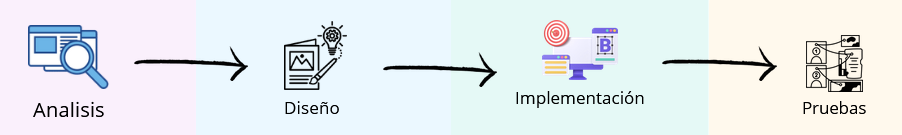 Analisis
Diseño
Implementación
Pruebas